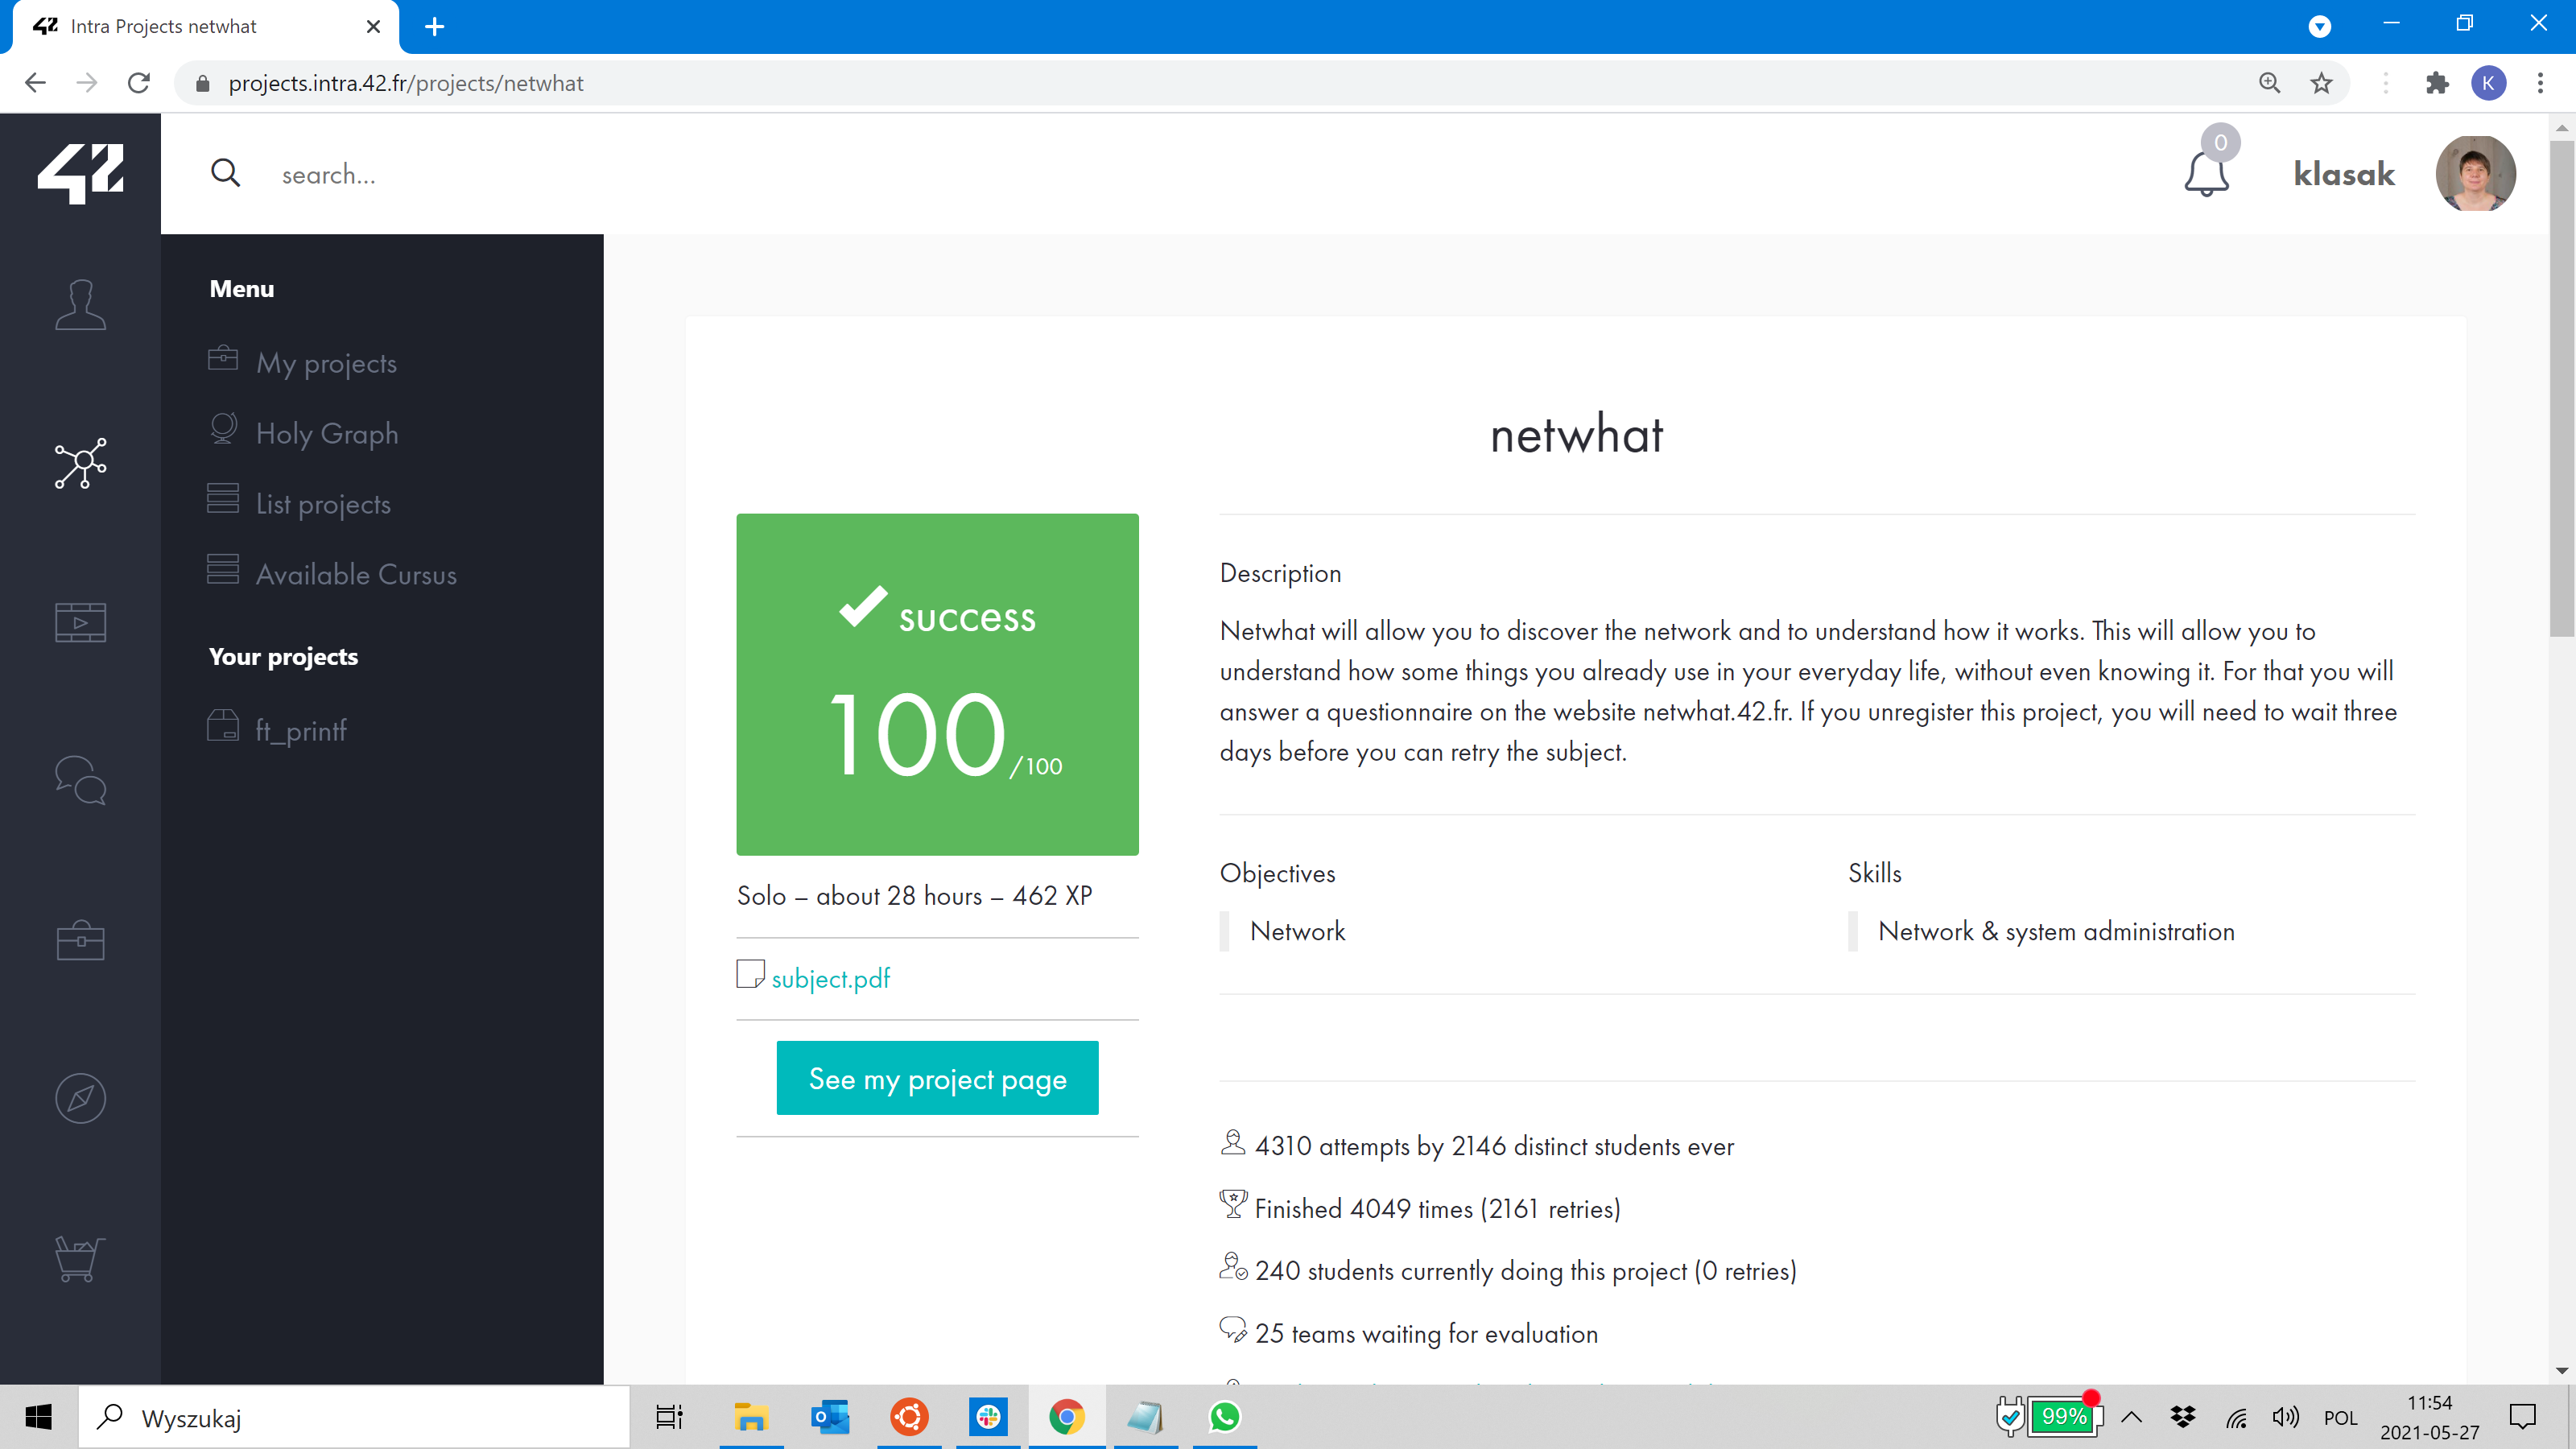 42 Intra Projects netwhat
projects.intra.42.fr/projects/netwhat
K
42
search...
0
klasak
Menu
My projects
Holy Graph
List projects
Available Cursus
Your projects
ft_printf
netwhat
success
100/100
Solo – about 28 hours – 462 XP
subject.pdf
See my project page
Description
Netwhat will allow you to discover the network and to understand how it works. This will allow you to
understand how some things you already use in your everyday life, without even knowing it. For that you will
answer a questionnaire on the website netwhat.42.fr. If you unregister this project, you will need to wait three
days before you can retry the subject.
Objectives
Network
Skills
Network & system administration
4310 attempts by 2146 distinct students ever
Finished 4049 times (2161 retries)
240 students currently doing this project (0 retries)
25 teams waiting for evaluation
Wyszukaj
99%
POL
11:54
2021-05-27